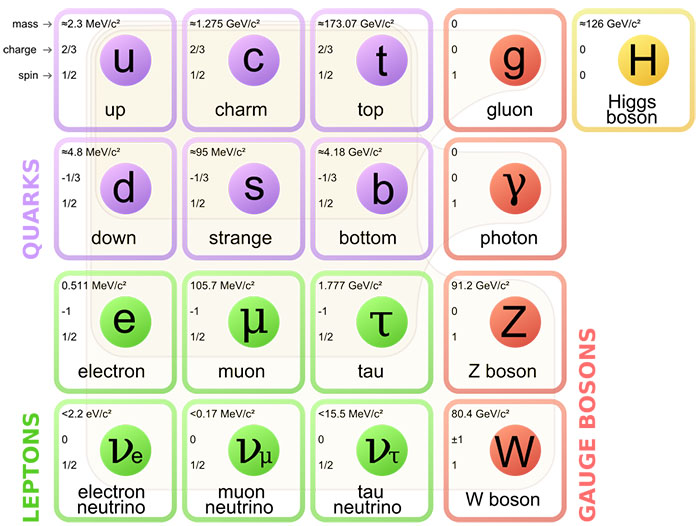 mass → ≈2.3 MeV/c² ≈1.275 GeV/c² ≈173.07 GeV/c² 0 ≈126 GeV/c²
charge → 2/3 2/3 2/3 0 0
u c t g H
spin → 1/2 1/2 1/2 1 0
up charm top gluon Higgs
boson
≈4.8 MeV/c² ≈95 MeV/c² ≈4.18 GeV/c² 0
-1/3 -1/3 -1/3 0
d s b γ
1/2 1/2 1/2 1
down strange bottom photon
QUARKS
0.511 MeV/c² 105.7 MeV/c² 1.777 GeV/c² 91.2 GeV/c²
-1 -1 -1 0
e μ τ Z
1/2 1/2 1/2 1
electron muon tau Z boson
<2.2 eV/c² <0.17 MeV/c² <15.5 MeV/c² 80.4 GeV/c²
0 0 0 ±1
νe νμ ντ W
1/2 1/2 1/2 1
electron muon tau W boson
neutrino neutrino neutrino
LEPTONS
GAUGE BOSONS